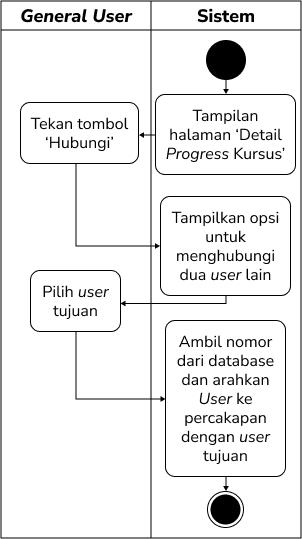 General User
Sistem
Tampilan
halaman ‘Detail
Progress Kursus’
Tekan tombol
‘Hubungi’
Tampilkan opsi
untuk
menghubungi
dua user lain
Pilih user
tujuan
Ambil nomor
dari database
dan arahkan
User ke
percakapan
dengan user
tujuan